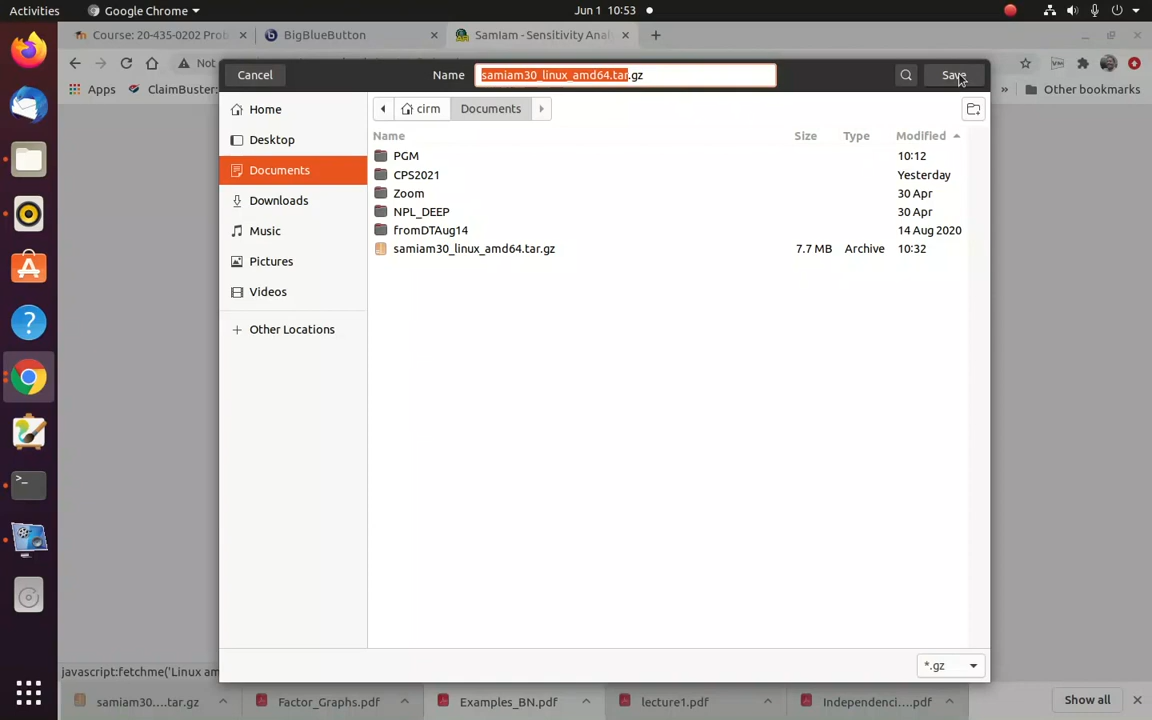 Activities Google Chrome Jun 1 10:53
Course: 20-435-0202 Prob BigBlueButton SamIam - Sensitivity Anal
Not
Apps ClaimBuster: » Other bookmarks
Cancel Name samiam30_linux_amd64.tar.gz Save
cirm Documents
Home
Desktop
Documents
Downloads
Music
Pictures
Videos
+ Other Locations
Name Size Type Modified
PGM 10:12
CPS2021 Yesterday
Zoom 30 Apr
NPL_DEEP 30 Apr
fromDTAug14 14 Aug 2020
samiam30_linux_amd64.tar.gz 7.7 MB Archive 10:32
*.gz
javascript:fetchme('Linux am
samiam30....tar.gz Factor_Graphs.pdf Examples_BN.pdf lecture1.pdf Independenci....pdf Show all